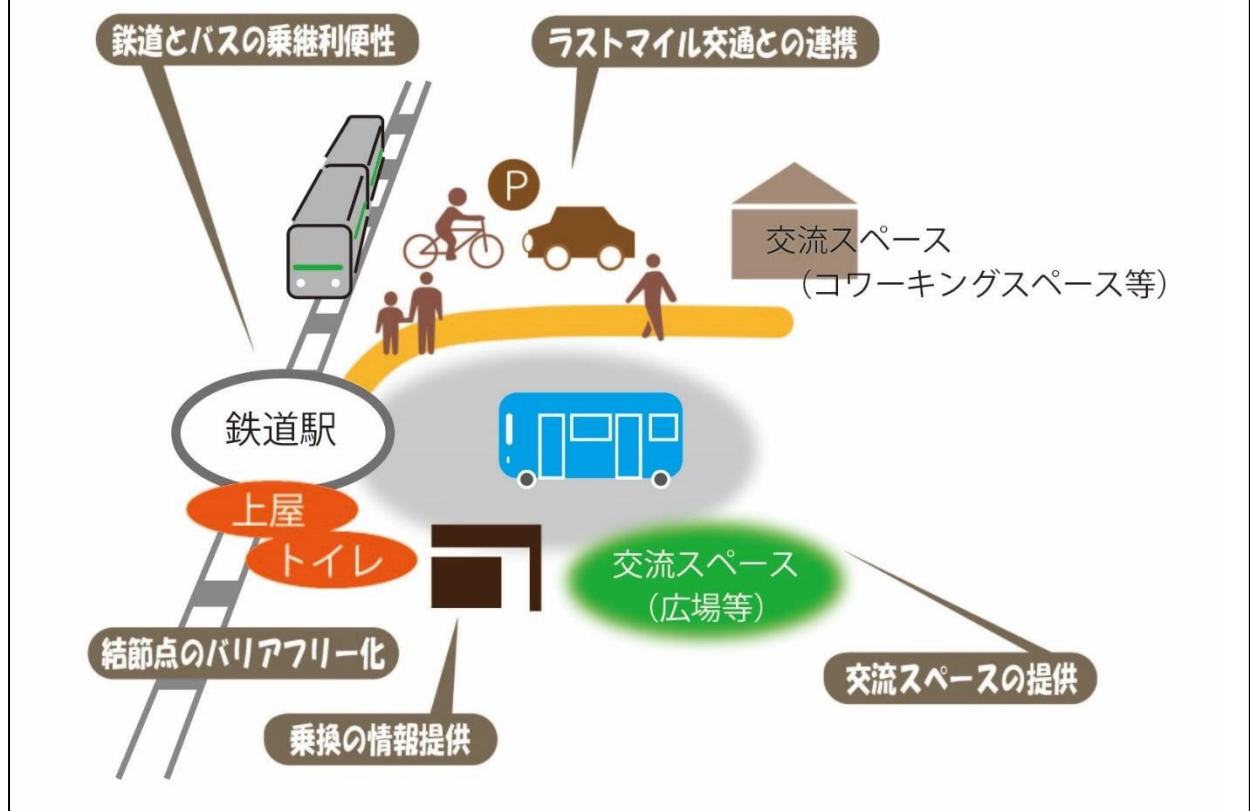 鉄道とバスの乗継利便性
ラストマイル交通との連携
P
交流スペース
（コワーキングスペース等）
鉄道駅
上屋
トイレ
交流スペース
（広場等）
結節点のバリアフリー化
交流スペースの提供
乗換の情報提供